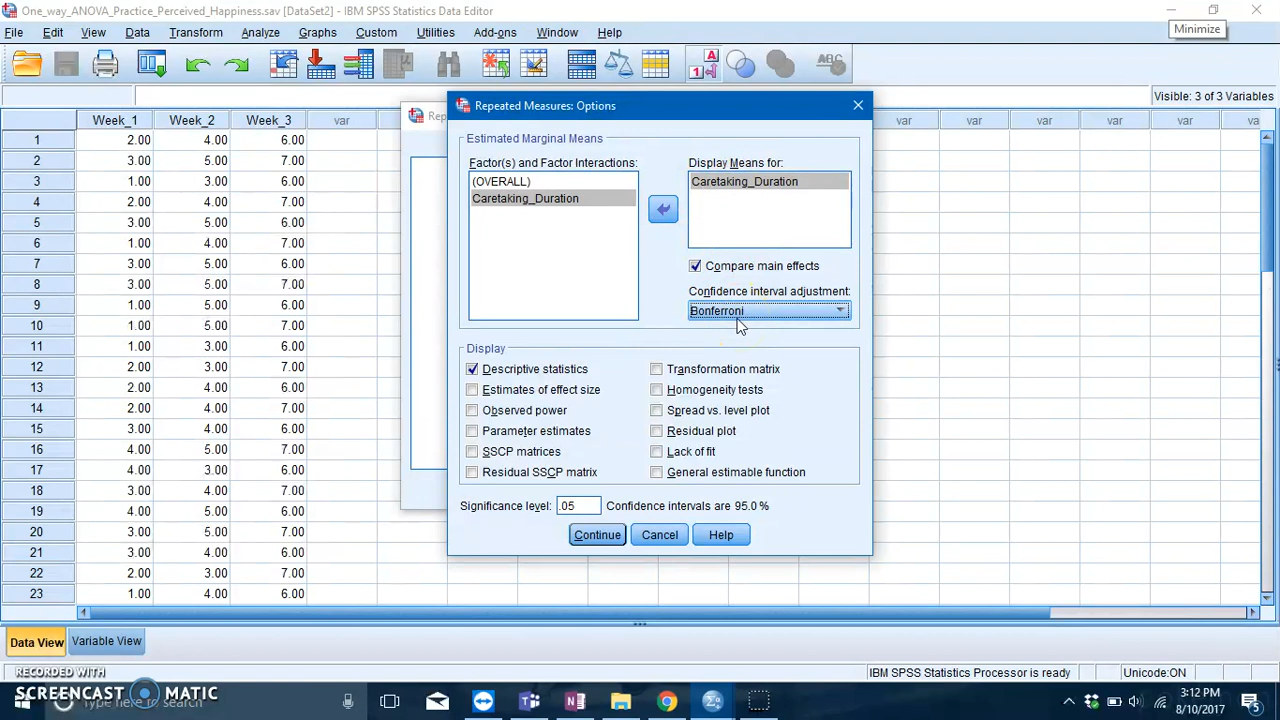 One_way_ANOVA_Practice_Perceived_Happiness.sav [DataSet2] - IBM SPSS Statistics Data Editor
Minimize
File Edit View Data Transform Analyze Graphs Custom Utilities Add-ons Window Help
A
1
ABC
Visible: 3 of 3 Variables
Week_1 Week_2 Week_3 var var var var
1 2.00 4.00 6.00
2 3.00 5.00 7.00
3 1.00 3.00 6.00
4 2.00 4.00 7.00
5 3.00 5.00 6.00
6 1.00 4.00 7.00
7 3.00 5.00 6.00
8 3.00 5.00 7.00
9 1.00 5.00 6.00
10 1.00 4.00 7.00
11 2.00 4.00 6.00
12 2.00 3.00 7.00
13 1.00 4.00 6.00
14 2.00 4.00 7.00
15 3.00 4.00 6.00
16 4.00 5.00 7.00
17 4.00 3.00 6.00
18 3.00 4.00 7.00
19 4.00 5.00 6.00
20 3.00 5.00 7.00
21 3.00 4.00 6.00
22 2.00 3.00 7.00
23 1.00 4.00 6.00
Rep
Repeated Measures: Options
Estimated Marginal Means
Factor(s) and Factor Interactions:
(OVERALL)
Caretaking_Duration
Display Means for:
Caretaking_Duration
Compare main effects
Confidence interval adjustment:
Bonferroni
Display
Descriptive statistics Transformation matrix
Estimates of effect size Homogeneity tests
Observed power Spread vs. level plot
Parameter estimates Residual plot
SSCP matrices Lack of fit
Residual SSCP matrix General estimable function
Significance level: .05 Confidence intervals are 95.0 %
Continue Cancel Help
Data View Variable View
IBM SPSS Statistics Processor is ready Unicode:ON
RECORDED WITH
SCREENCAST MATIC
3:12 PM
8/10/2017
5